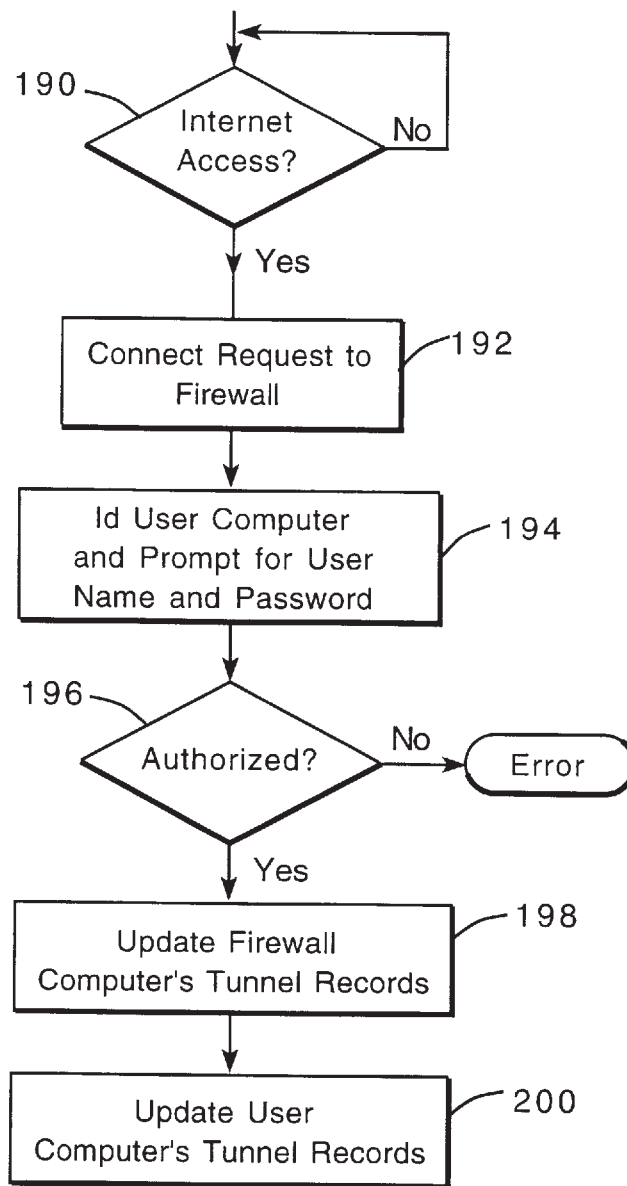 190
Internet
Access?
No
Yes
Connect Request to
Firewall
192
Id User Computer
and Prompt for User
Name and Password
194
196
Authorized?
No
Error
Yes
Update Firewall
Computer's Tunnel Records
198
Update User
Computer's Tunnel Records
200